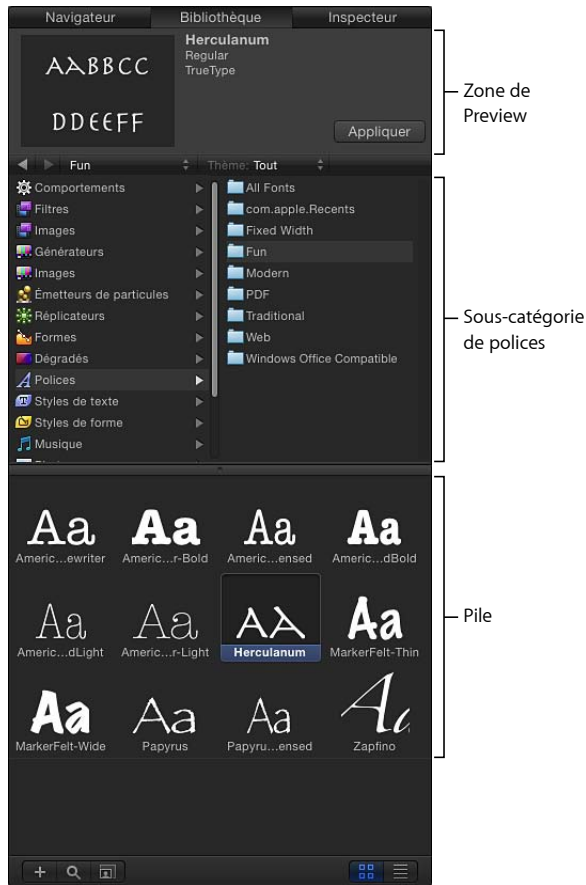 Navigateur Bibliothèque Inspecteur
Herculanum
Regular
TrueType
AABBCC
DDEEFF
Appliquer
Zone de
Preview
Fun Thème: Tout
Comportements
Filtres
Images
Générateurs
Images
Émetteurs de particules
Réplicateurs
Formes
Dégradés
Polices
Styles de texte
Styles de forme
Musique
All Fonts
com.apple.Recents
Fixed Width
Fun
Modern
PDF
Traditional
Web
Windows Office Compatible
Sous-catégorie
de polices
Aa Aa Aa Aa
Americ...ewriter Americ...r-Bold Americ...ensed Americ...dBold
Aa Aa AA Aa
Americ...dLight Americ...r-Light Herculanum MarkerFelt-Thin
Aa Aa Aa Aa
MarkerFelt-Wide Papyrus Papyru...ensed Zapfino
Pile